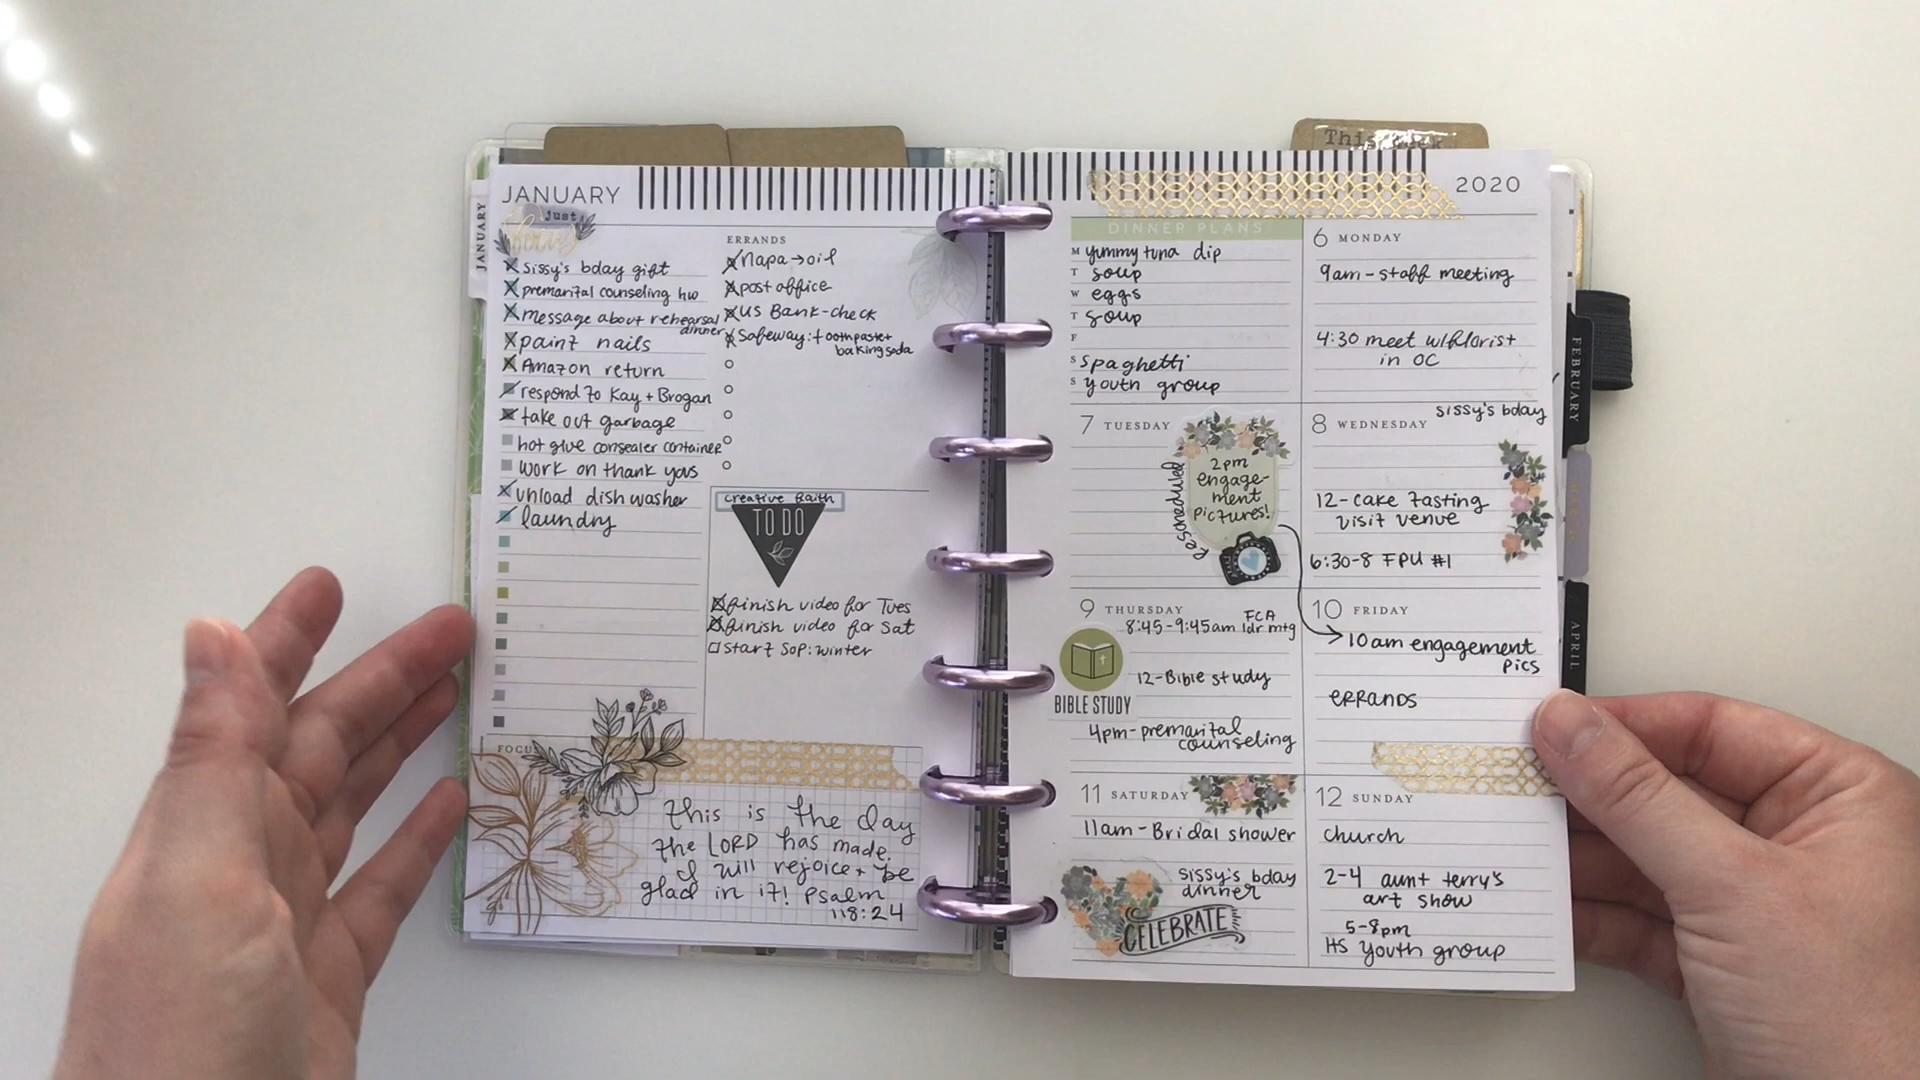 JANUARY
JANUARY
just
sissy's bday gift
premarital counseling hw
message about rehearsal
dinner
paint nails
Amazon return
respond to Kay + Brogan
take out garbage
hot glue consealer container
work on thank yous
unload dishwasher
laundry
ERRANDS
Napa → oil
post office
US Bank-check
Safeway: toothpaste+
baking soda
creative faith
TO DO
finish video for Tues
finish video for Sat
start SOP: winter
FOCUS
This is the day
the LORD has made.
I will rejoice + be
glad in it! Psalm
118:24
This
2020
DINNER PLANS
M yummy tuna dip
T soup
W eggs
T soup
F
S spaghetti
S youth group
6 MONDAY
9am - staff meeting
4:30 meet w/florist
in OC
7 TUESDAY
Rescheduled
2pm
engage-
ment
pictures!
8 WEDNESDAY
sissy's bday
12 - cake tasting
visit venue
6:30-8 FPU #1
9 THURSDAY
FCA
8:45-9:45am ldr mtg
12-Bible study
BIBLE STUDY
4pm-premarital
counseling
10 FRIDAY
10am engagement
pics
ERRANDS
11 SATURDAY
11am - Bridal shower
sissy's bday
dinner
CELEBRATE
12 SUNDAY
church
2-4 aunt terry's
art show
5-8pm
HS youth group
FEBRUARY
APRIL